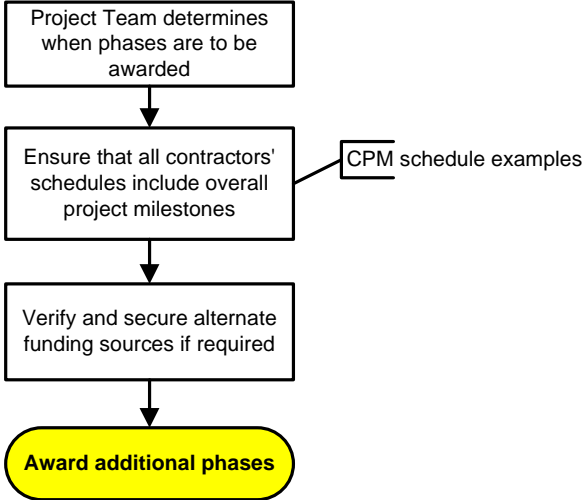 Project Team determines
when phases are to be
awarded
Ensure that all contractors'
schedules include overall
project milestones
CPM schedule examples
Verify and secure alternate
funding sources if required
Award additional phases